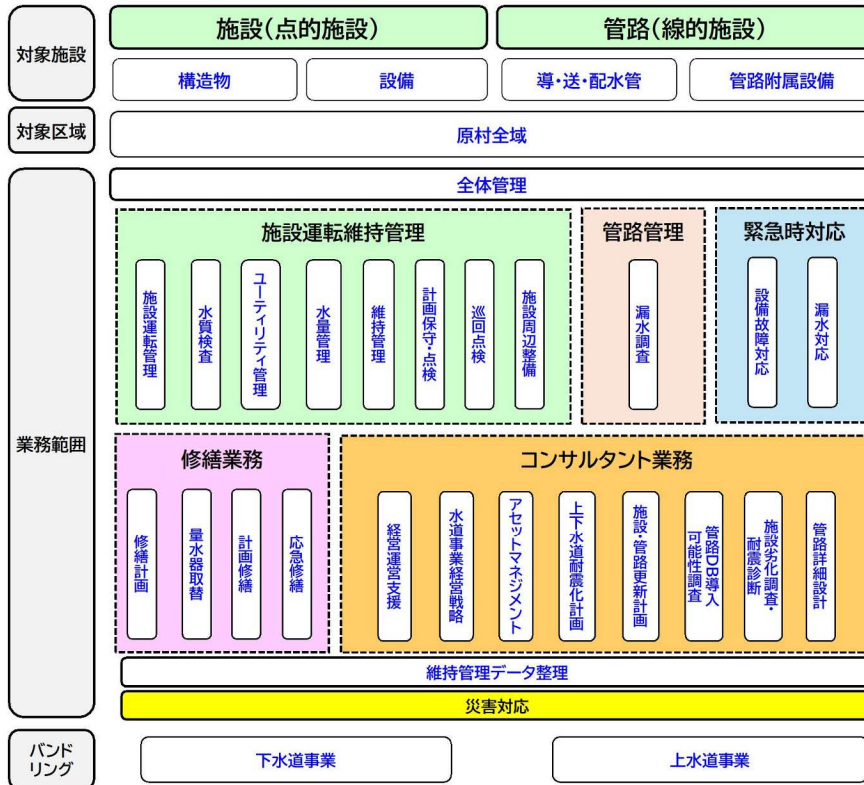 対象施設
施設(点的施設)
管路(線的施設)
構造物
設備
導・送・配水管
管路附属設備
対象区域
原村全域
業務範囲
全体管理
施設運転維持管理
施設運転管理
水質検査
ユーティリティ管理
水量管理
維持管理
計画保守・点検
巡回点検
施設周辺整備
管路管理
漏水調査
緊急時対応
設備故障対応
漏水対応
修繕業務
修繕計画
量水器取替
計画修繕
応急修繕
コンサルタント業務
経営運営支援
水道事業経営戦略
アセットマネジメント
上下水道耐震化計画
施設・管路更新計画
管路DB導入
可能性調査
施設劣化調査・
耐震診断
管路詳細設計
維持管理データ整理
災害対応
バンド
リング
下水道事業
上水道事業